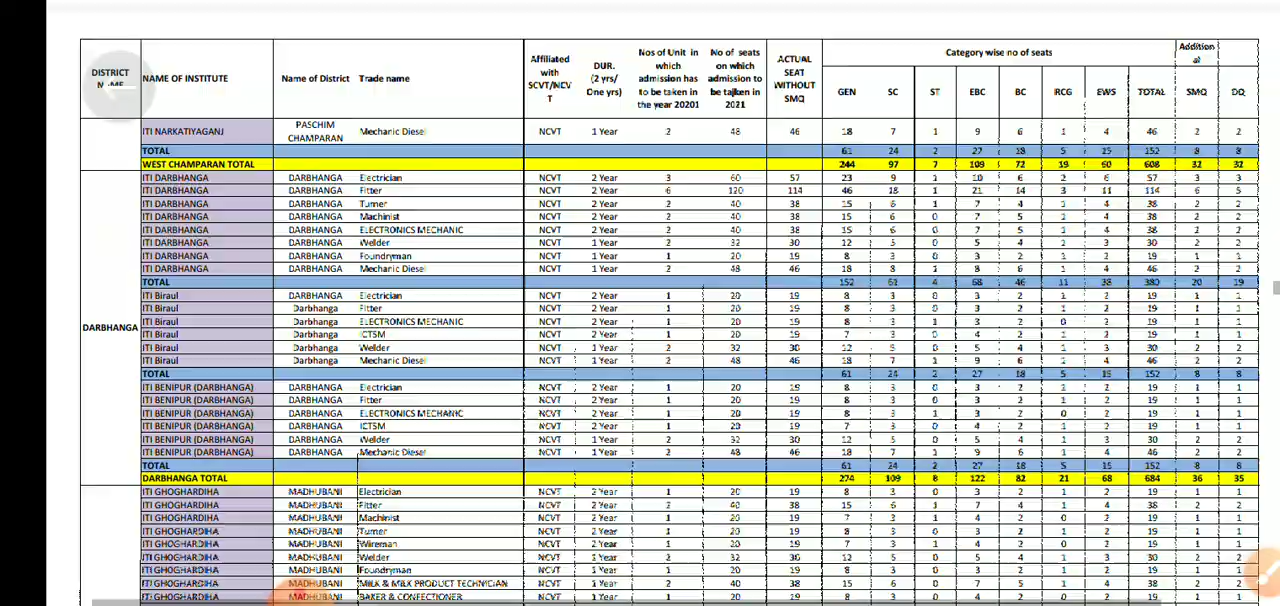 DISTRICT NAME NAME OF INSTITUTE Name of District Trade name Affiliated with SCVT/NCVT DUR. (2 yrs/ One yrs) Nos of Unit in which admission has to be taken in the year 20201 No of seats on which admission to be tajken in 2021 ACTUAL SEAT WITHOUT SMQ Category wise no of seats Additional
GEN SC ST EBC BC RCG EWS TOTAL SMQ DQ
ITI NARKATIYAGANJ PASCHIM CHAMPARAN Mechanic Diesel NCVT 1 Year 2 48 46 18 7 1 9 6 1 4 46 2 2
TOTAL 61 24 2 27 18 5 15 152 8 8
WEST CHAMPARAN TOTAL 244 97 7 109 72 19 60 608 32 32
DARBHANGA
ITI DARBHANGA DARBHANGA Electrician NCVT 2 Year 3 60 57 23 9 1 10 6 2 6 57 3 3
ITI DARBHANGA DARBHANGA Fitter NCVT 2 Year 6 120 114 46 18 1 21 14 3 11 114 6 5
ITI DARBHANGA DARBHANGA Turner NCVT 2 Year 2 40 38 15 6 1 7 4 1 4 38 2 2
ITI DARBHANGA DARBHANGA Machinist NCVT 2 Year 2 40 38 15 6 0 7 5 1 4 38 2 2
ITI DARBHANGA DARBHANGA ELECTRONICS MECHANIC NCVT 2 Year 2 40 38 15 6 0 7 5 1 4 38 2 2
ITI DARBHANGA DARBHANGA Welder NCVT 1 Year 2 32 30 12 5 0 5 4 3 30 2 2
ITI DARBHANGA DARBHANGA Foundryman NCVT 1 Year 1 20 19 8 3 0 3 2 1 2 19 1 1
ITI DARBHANGA DARBHANGA Mechanic Diesel NCVT 1 Year 2 48 46 18 8 1 8 6 1 4 46 2 2
TOTAL 152 61 4 68 46 11 38 380 20 19
ITI Biraul DARBHANGA Electrician NCVT 2 Year 1 20 19 8 3 0 3 2 1 2 19 1 1
ITI Biraul Darbhanga Fitter NCVT 2 Year 1 20 19 8 3 0 3 2 1 2 19 1 1
ITI Biraul Darbhanga ELECTRONICS MECHANIC NCVT 2 Year 1 20 19 8 3 1 3 2 0 2 19 1 1
ITI Biraul Darbhanga ICTSM NCVT 2 Year 1 20 19 7 3 0 4 2 1 2 19 1 1
ITI Biraul Darbhanga Welder NCVT 1 Year 2 32 30 12 5 0 5 4 1 3 30 2 2
ITI Biraul Darbhanga Mechanic Diesel NCVT 1 Year 2 48 46 18 7 1 9 6 1 4 46 2 2
TOTAL 61 24 2 27 18 5 15 152 8 8
ITI BENIPUR (DARBHANGA) DARBHANGA Electrician NCVT 2 Year 1 20 19 8 3 0 3 2 1 2 19 1 1
ITI BENIPUR (DARBHANGA) DARBHANGA Fitter NCVT 2 Year 1 20 19 8 3 0 3 2 1 2 19 1 1
ITI BENIPUR (DARBHANGA) DARBHANGA ELECTRONICS MECHANIC NCVT 2 Year 1 20 19 8 3 1 3 2 0 2 19 1 1
ITI BENIPUR (DARBHANGA) DARBHANGA ICTSM NCVT 2 Year 1 20 19 7 3 0 4 2 1 2 19 1 1
ITI BENIPUR (DARBHANGA) DARBHANGA Welder NCVT 1 Year 2 32 30 12 5 0 5 4 1 3 30 2 2
ITI BENIPUR (DARBHANGA) DARBHANGA Mechanic Diesel NCVT 1 Year 2 48 46 18 7 1 9 6 1 4 46 2 2
TOTAL 61 24 2 27 18 5 15 152 8 8
DARBHANGA TOTAL 274 109 8 122 82 21 68 684 36 35
ITI GHOGHARDIHA MADHUBANI Electrician NCVT 2 Year 1 20 19 8 3 0 3 2 1 2 19 1 1
ITI GHOGHARDIHA MADHUBANI Fitter NCVT 2 Year 2 40 38 15 6 1 7 4 1 4 38 2 2
ITI GHOGHARDIHA MADHUBANI Machinist NCVT 2 Year 1 20 19 7 3 1 4 2 0 2 19 1 1
ITI GHOGHARDIHA MADHUBANI Turner NCVT 2 Year 1 20 19 8 3 0 3 2 1 2 19 1 1
ITI GHOGHARDIHA MADHUBANI Wireman NCVT 2 Year 1 20 19 7 3 1 4 2 0 2 19 1 1
ITI GHOGHARDIHA MADHUBANI Welder NCVT 1 Year 2 32 30 12 5 0 5 4 1 3 30 2 2
ITI GHOGHARDIHA MADHUBANI Foundryman NCVT 1 Year 1 20 19 8 3 0 3 2 1 2 19 1 1
ITI GHOGHARDIHA MADHUBANI MILK & MILK PRODUCT TECHNICIAN NCVT 1 Year 2 40 38 15 6 0 7 5 1 4 38 2 2
ITI GHOGHARDIHA MADHUBANI BAKER & CONFECTIONER NCVT 1 Year 1 20 19 8 3 0 4 2 0 2 19 1 1